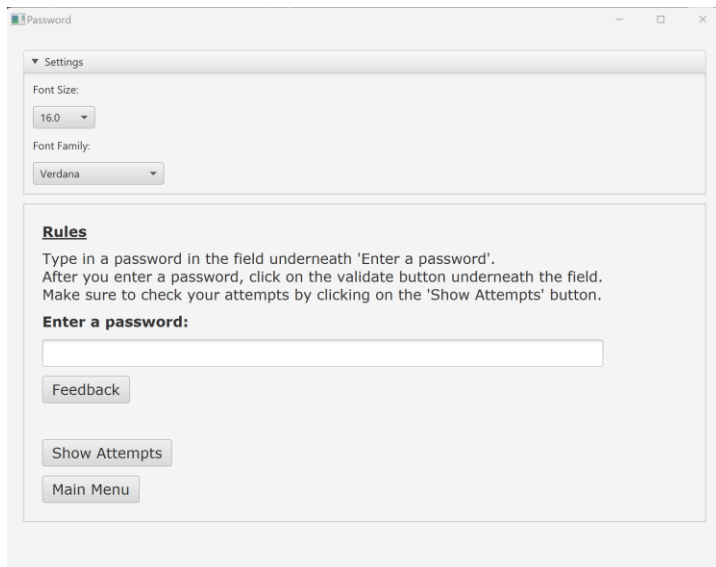 Password
Settings
Font Size:
16.0
Font Family:
Verdana
Rules
Type in a password in the field underneath 'Enter a password'.
After you enter a password, click on the validate button underneath the field.
Make sure to check your attempts by clicking on the 'Show Attempts' button.
Enter a password:
Feedback
Show Attempts
Main Menu